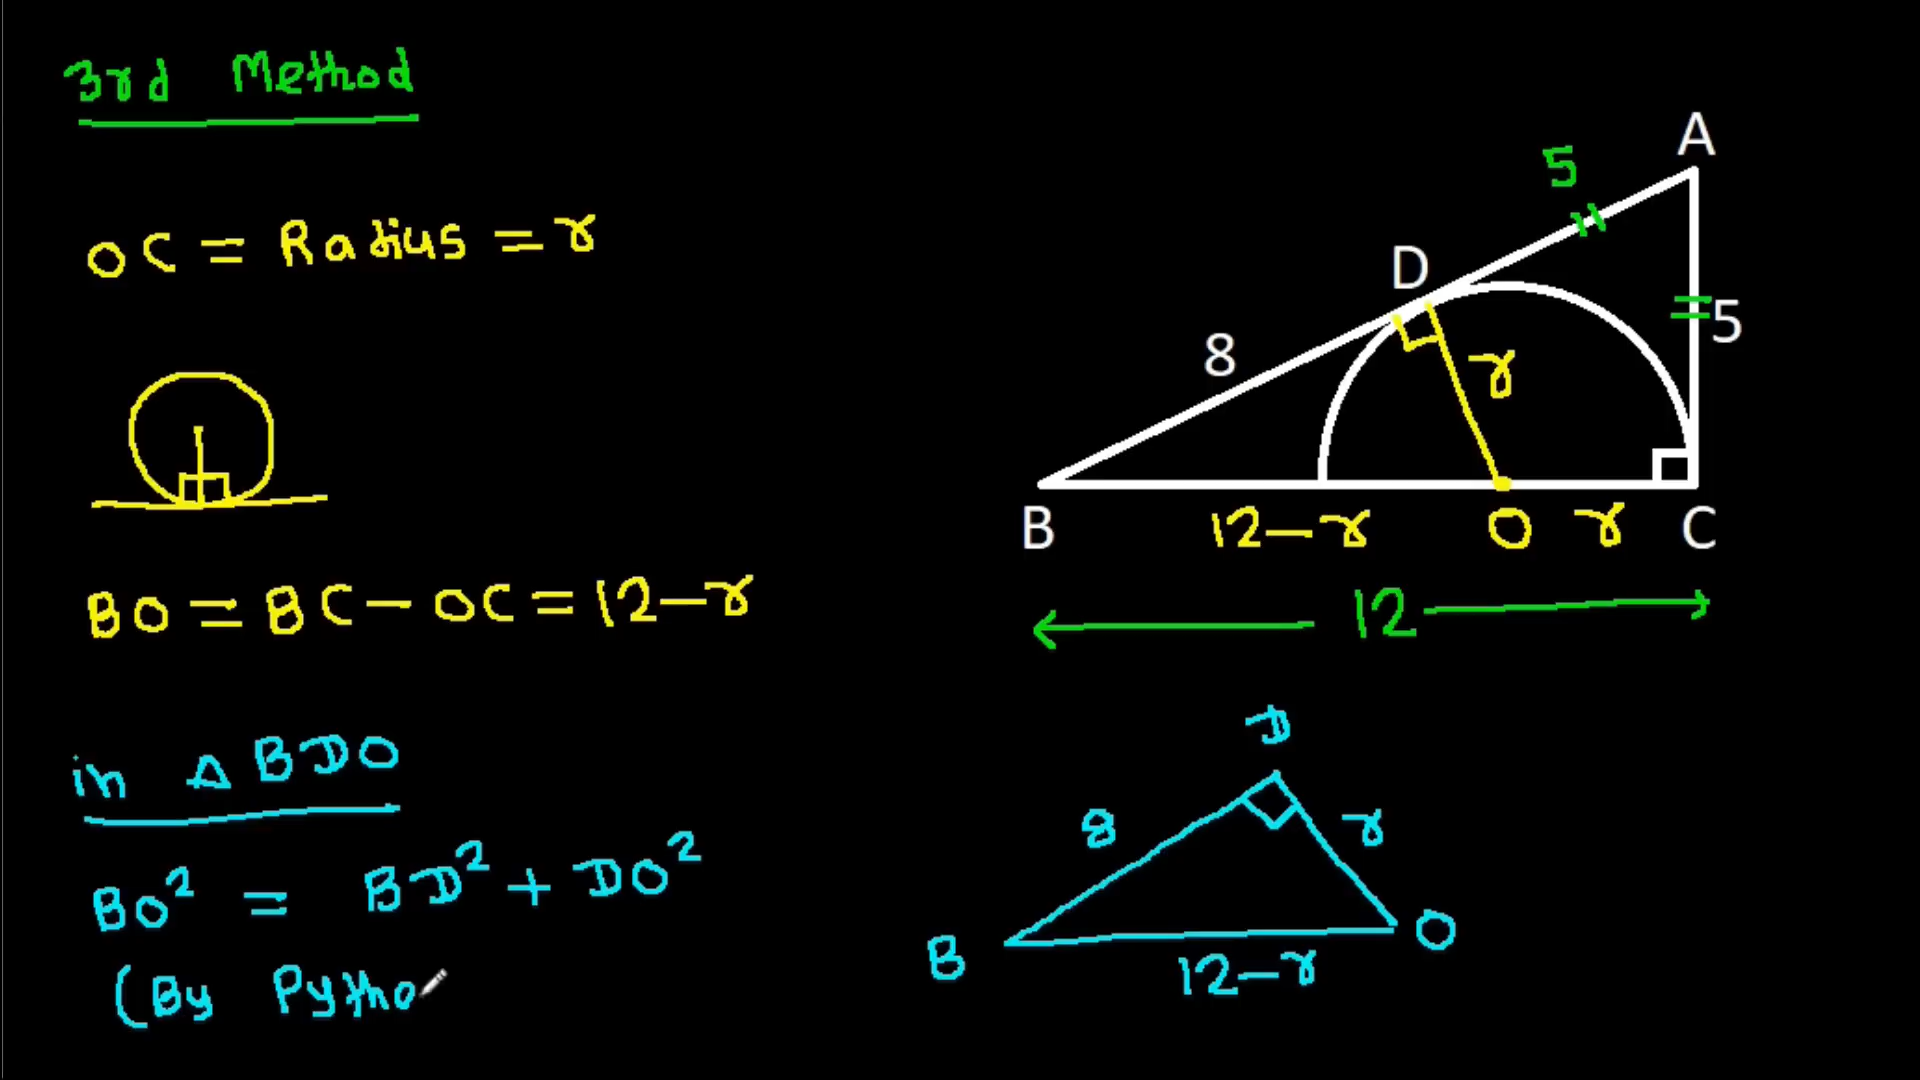 3rd Method
OC = Radius = r
BO = BC - OC = 12 - r
in Δ BDO
BO² = BD² + DO²
(By Pytho
A
5
D
5
8
r
B
12 - r
O
r
C
12
D
8
r
B
O
12 - r